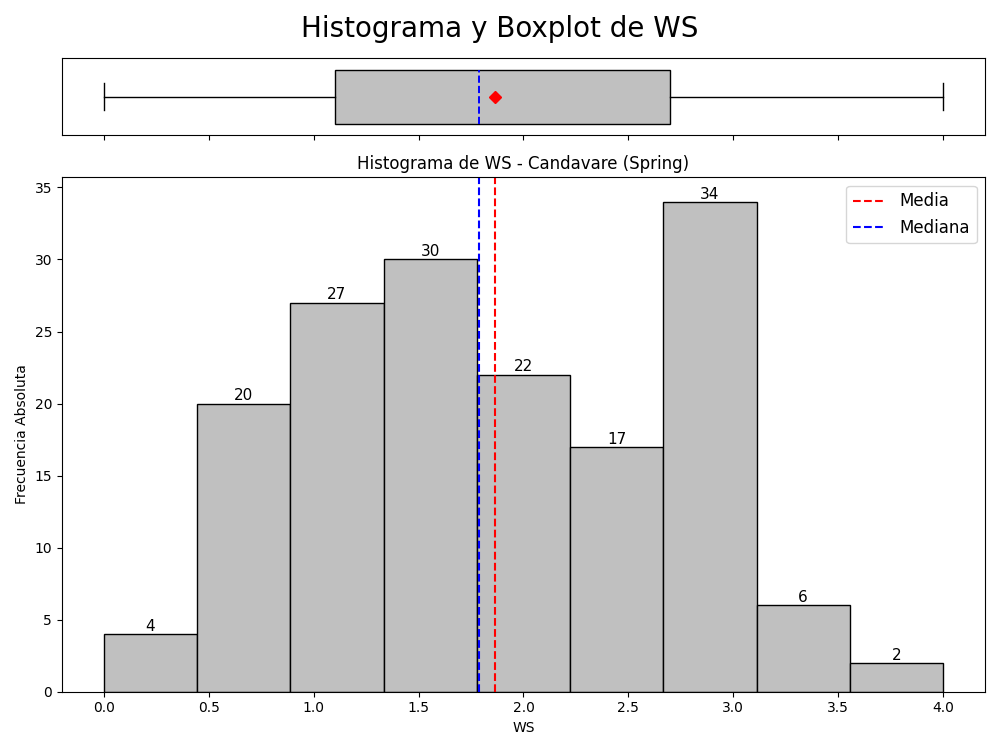 Histograma y Boxplot de WS
Histograma de WS - Candavare (Spring)
Media
Mediana
Frecuencia Absoluta
35
30
25
20
15
10
5
0
4
20
27
30
22
17
34
6
2
0.0 0.5 1.0 1.5 2.0 2.5 3.0 3.5 4.0
WS